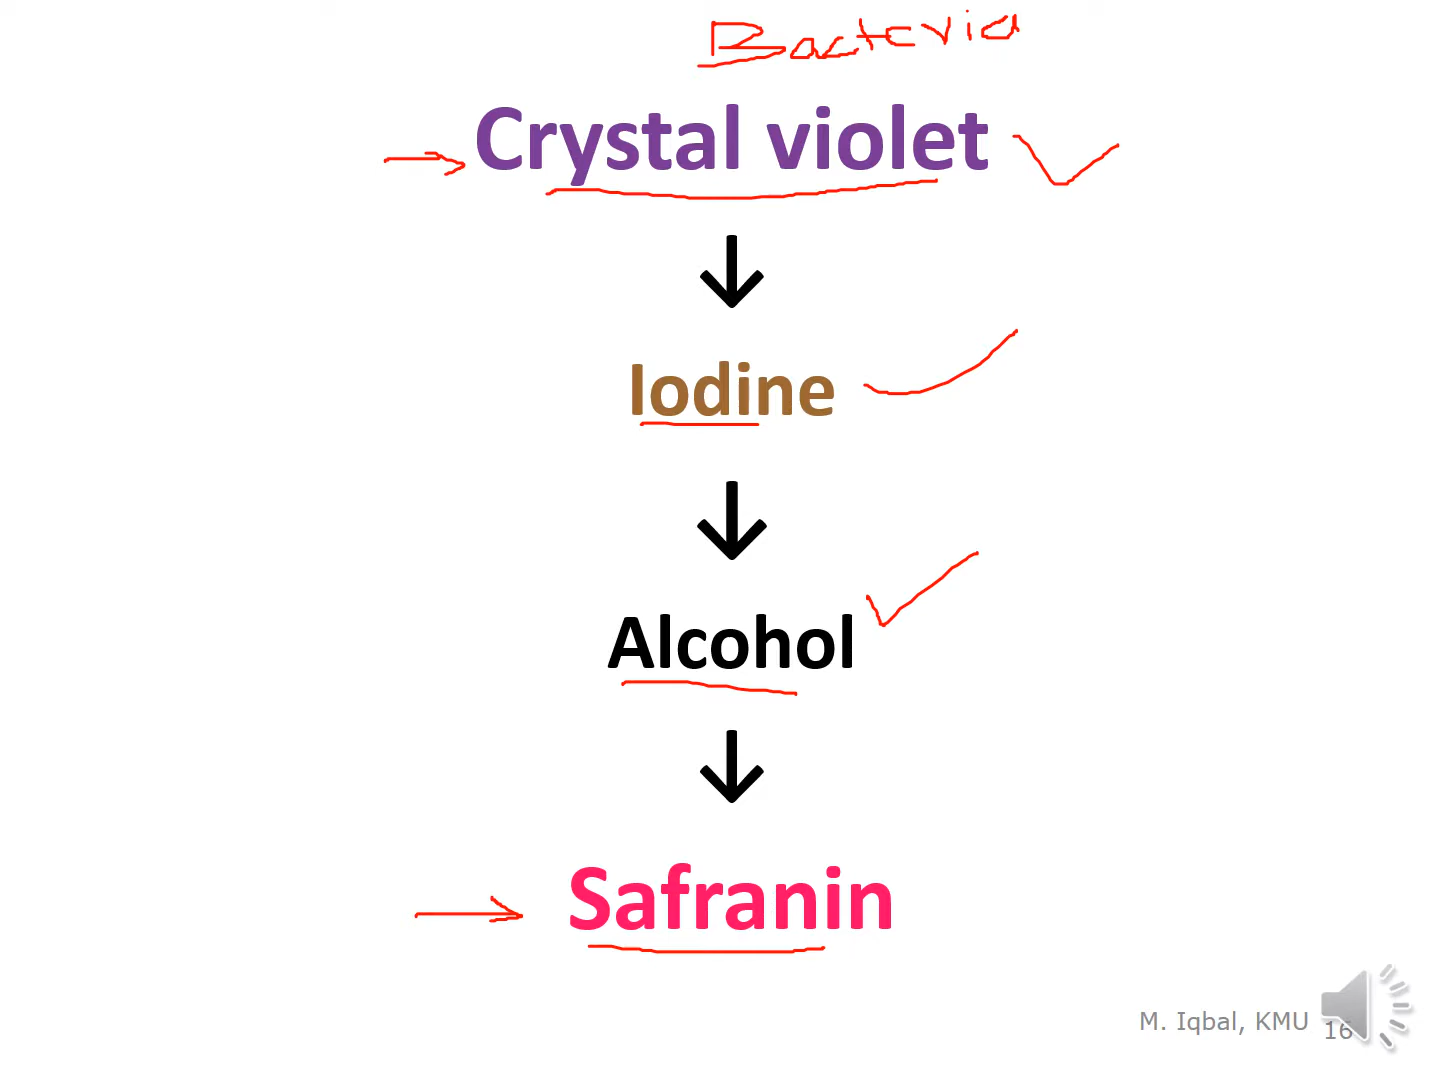 Bacteria
Crystal violet
Iodine
Alcohol
Safranin
M. Iqbal, KMU 16